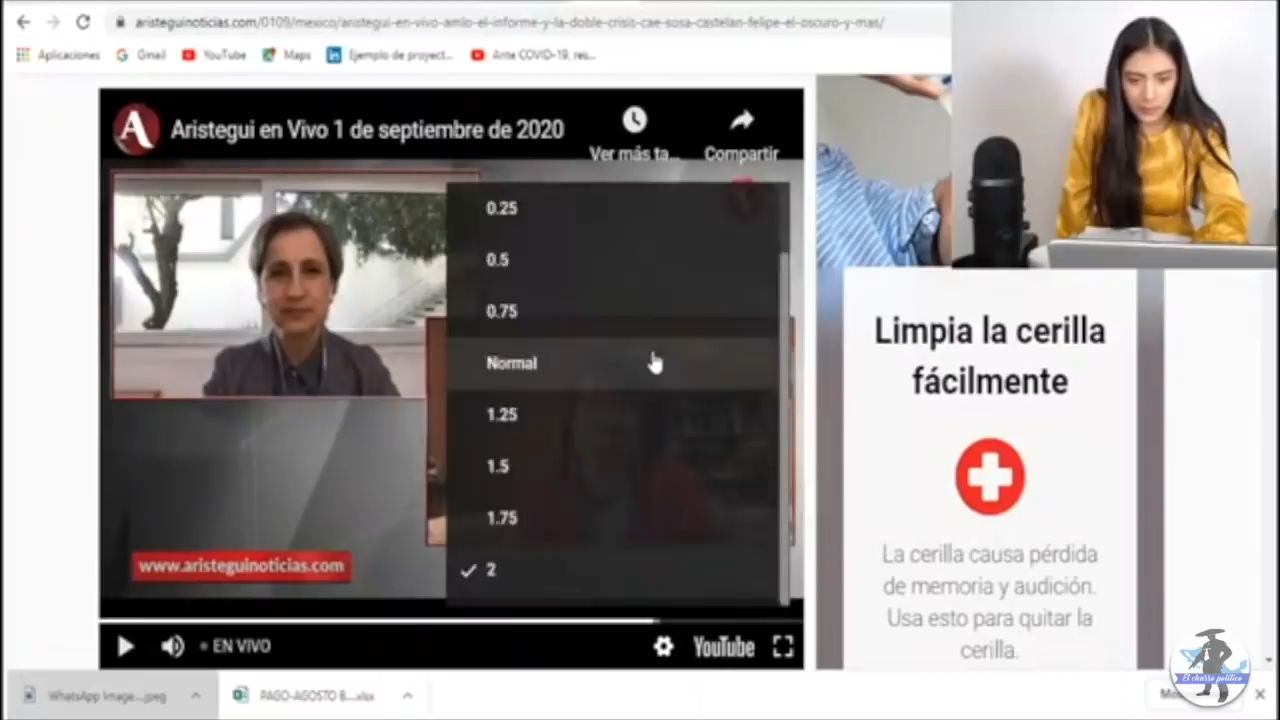 aristeguinoticias.com/0109/mexico/aristegui-en-vivo-amlo-el-informe-y-la-doble-crisis-cae-sosa-castelan-felipe-el-oscuro-y-mas/
Aplicaciones Gmail YouTube Maps Ejemplo de proyect... Ante COVID-19, res...
A Aristegui en Vivo 1 de septiembre de 2020
Ver más ta... Compartir
0.25
0.5
0.75
Normal
1.25
1.5
1.75
2
www.aristeguinoticias.com
EN VIVO YouTube
Limpia la cerilla
fácilmente
La cerilla causa pérdida
de memoria y audición.
Usa esto para quitar la
cerilla.
WhatsApp Image....jpeg PAGO-AGOSTO B....xlsx
El charro político